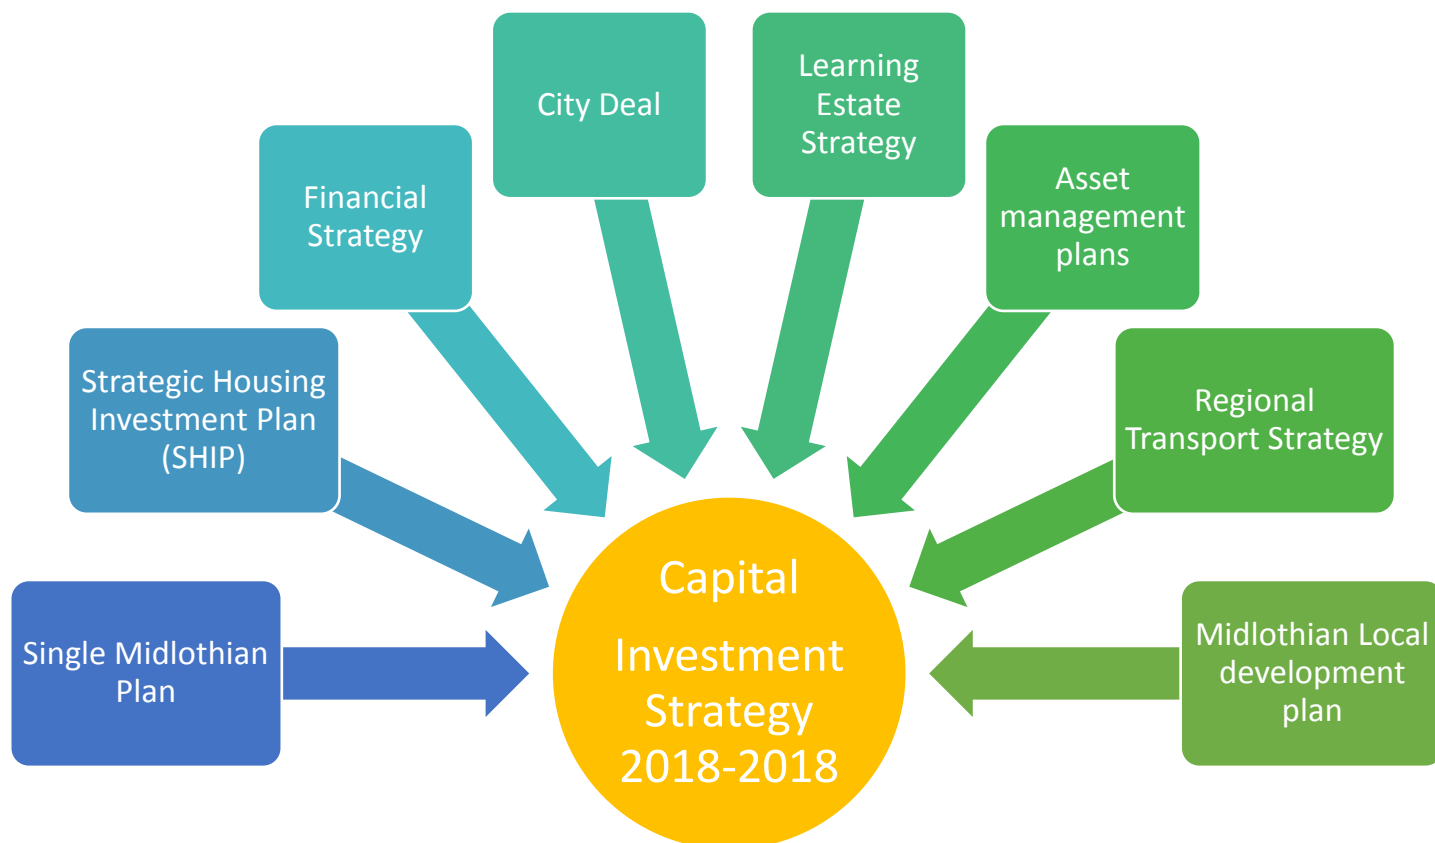 City Deal
Learning
Estate
Strategy
Financial
Strategy
Asset
management
plans
Strategic Housing
Investment Plan
(SHIP)
Regional
Transport Strategy
Single Midlothian
Plan
Capital
Investment
Strategy
2018-2018
Midlothian Local
development
plan